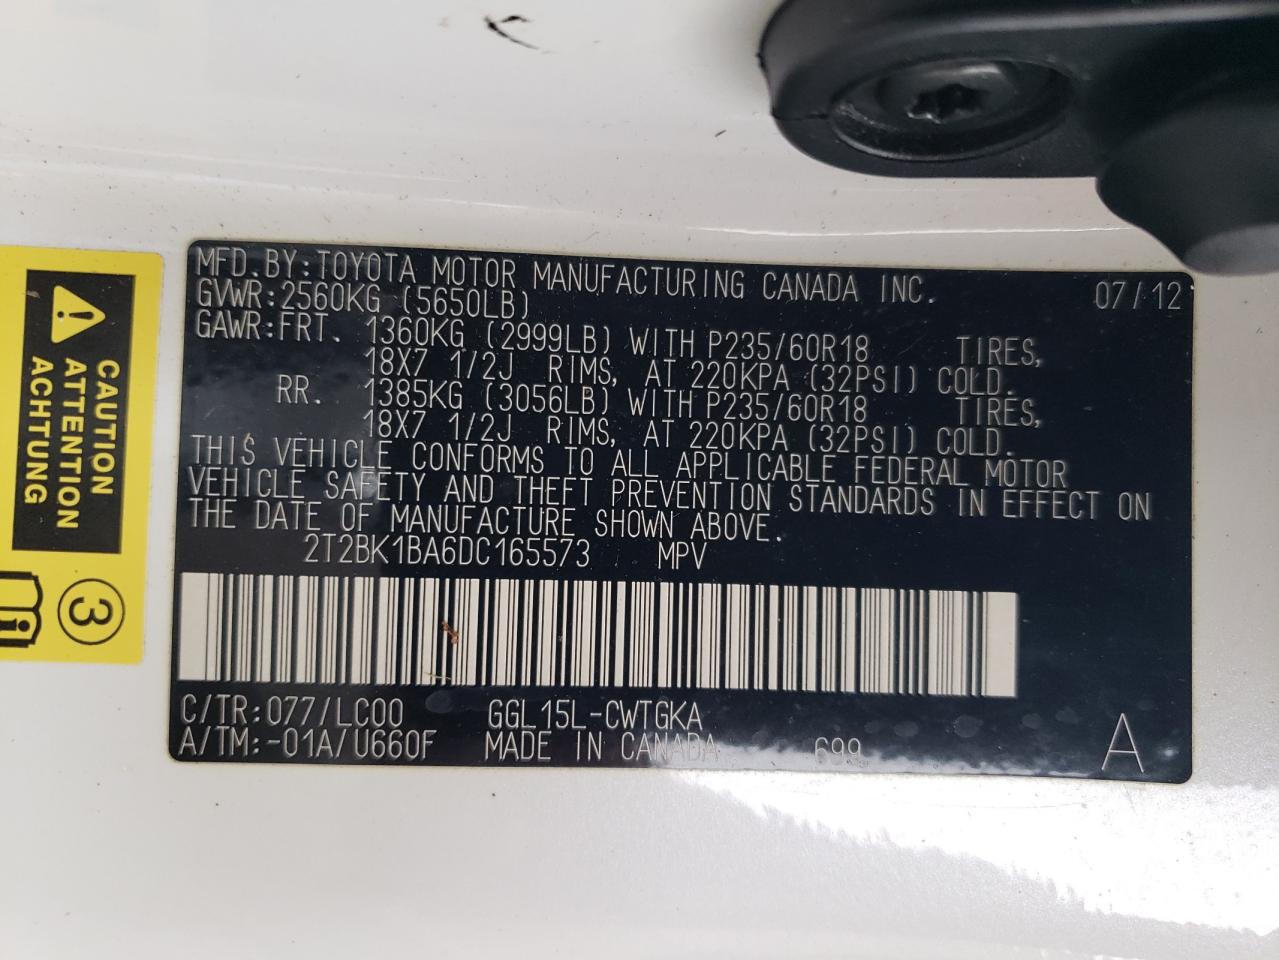 MFD.BY:TOYOTA MOTOR MANUFACTURING CANADA INC. 07/12
GVWR:2560KG (5650LB)
GAWR:FRT. 1360KG (2999LB) WITH P235/60R18 TIRES,
18X7 1/2J RIMS, AT 220KPA (32PSI) COLD.
RR. 1385KG (3056LB) WITH P235/60R18 TIRES,
18X7 1/2J RIMS, AT 220KPA (32PSI) COLD.
THIS VEHICLE CONFORMS TO ALL APPLICABLE FEDERAL MOTOR
VEHICLE SAFETY AND THEFT PREVENTION STANDARDS IN EFFECT ON
THE DATE OF MANUFACTURE SHOWN ABOVE.
2T2BK1BA6DC165573 MPV
C/TR:077/LC00 GGL15L-CWTGKA
A/TM:-01A/U660F MADE IN CANADA 699 A
CAUTION
ATTENTION
ACHTUNG
3
i